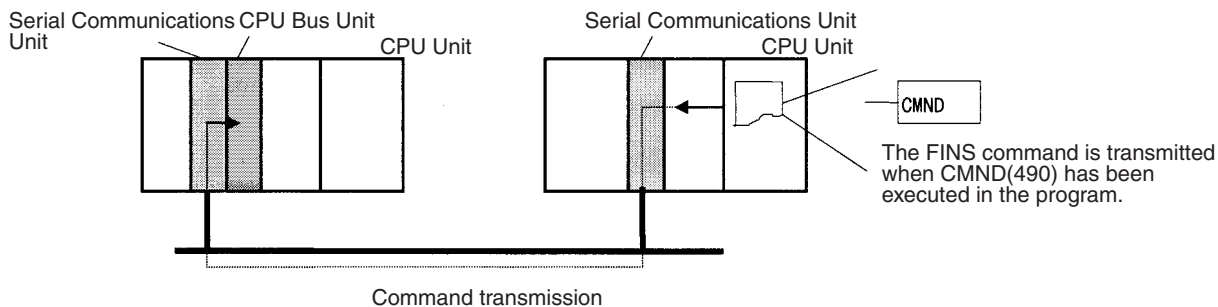 Serial Communications
Unit
CPU Bus Unit
CPU Unit
Serial Communications Unit
CPU Unit
CMND
The FINS command is transmitted
when CMND(490) has been
executed in the program.
Command transmission